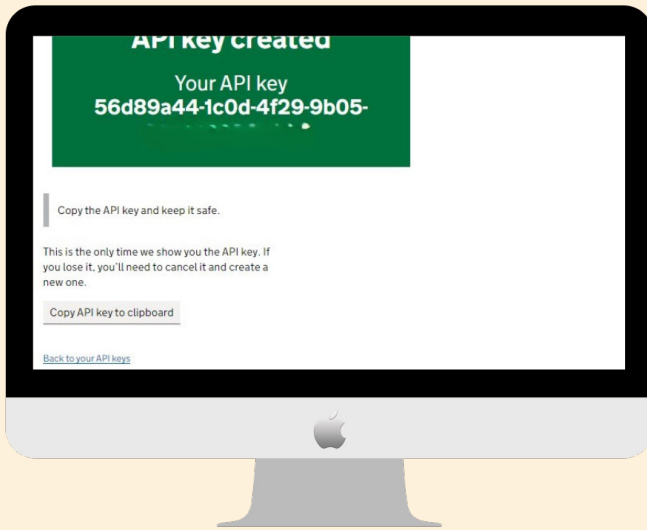 API key created
Your API key
56d89a44-1c0d-4f29-9b05-
Copy the API key and keep it safe.
This is the only time we show you the API key. If
you lose it, you'll need to cancel it and create a
new one.
Copy API key to clipboard
Back to your API keys